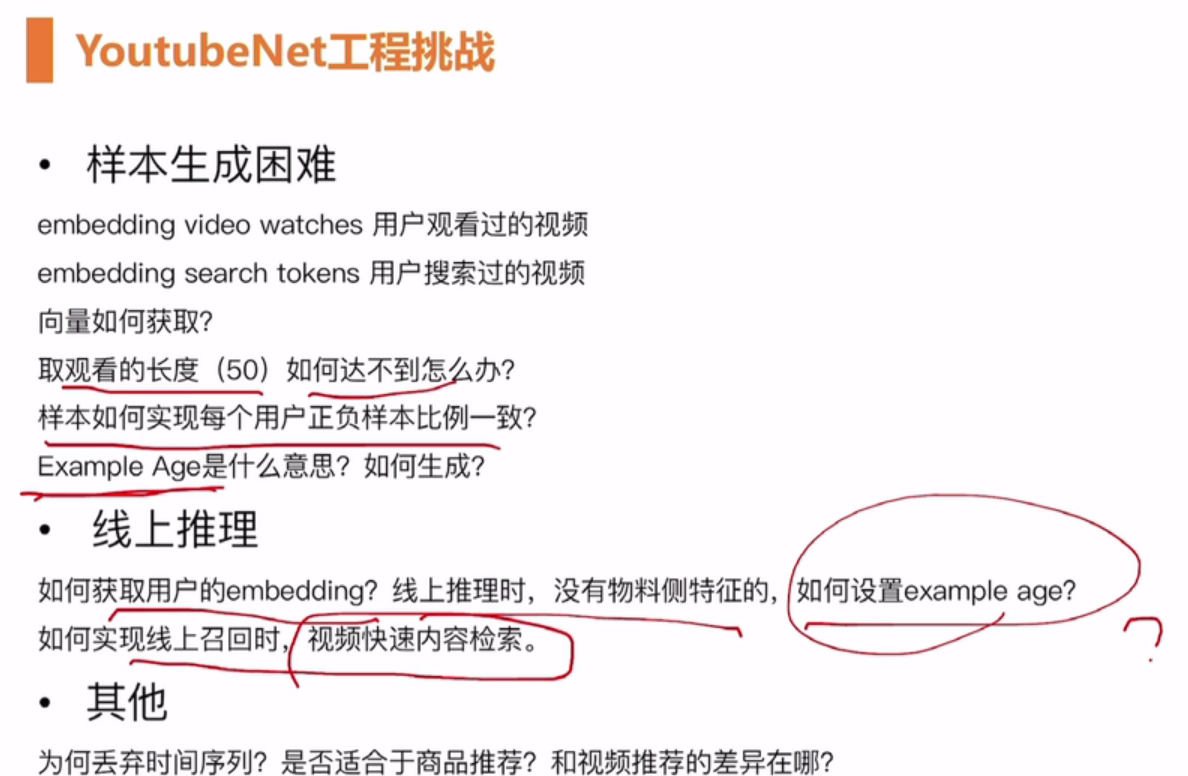 YoutubeNet工程挑战
• 样本生成困难
embedding video watches 用户观看过的视频
embedding search tokens 用户搜索过的视频
向量如何获取?
取观看的长度（50）如何达不到怎么办?
样本如何实现每个用户正负样本比例一致?
Example Age是什么意思? 如何生成?
• 线上推理
如何获取用户的embedding? 线上推理时，没有物料侧特征的，如何设置example age?
?
如何实现线上召回时，视频快速内容检索。
• 其他
为何丢弃时间序列? 是否适合于商品推荐? 和视频推荐的差异在哪?